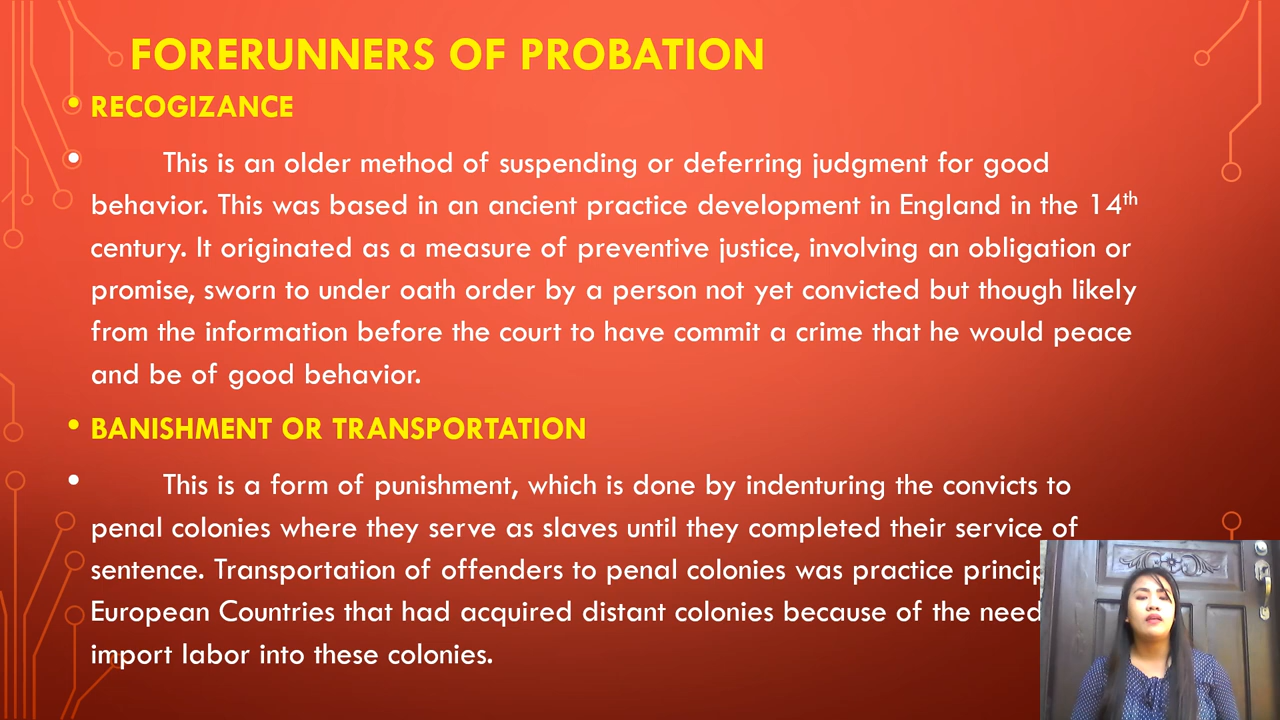 FORERUNNERS OF PROBATION
• RECOGIZANCE
• This is an older method of suspending or deferring judgment for good
behavior. This was based in an ancient practice development in England in the 14th
century. It originated as a measure of preventive justice, involving an obligation or
promise, sworn to under oath order by a person not yet convicted but though likely
from the information before the court to have commit a crime that he would peace
and be of good behavior.
• BANISHMENT OR TRANSPORTATION
• This is a form of punishment, which is done by indenturing the convicts to
penal colonies where they serve as slaves until they completed their service of
sentence. Transportation of offenders to penal colonies was practice
European Countries that had acquired distant colonies because of the need
import labor into these colonies.